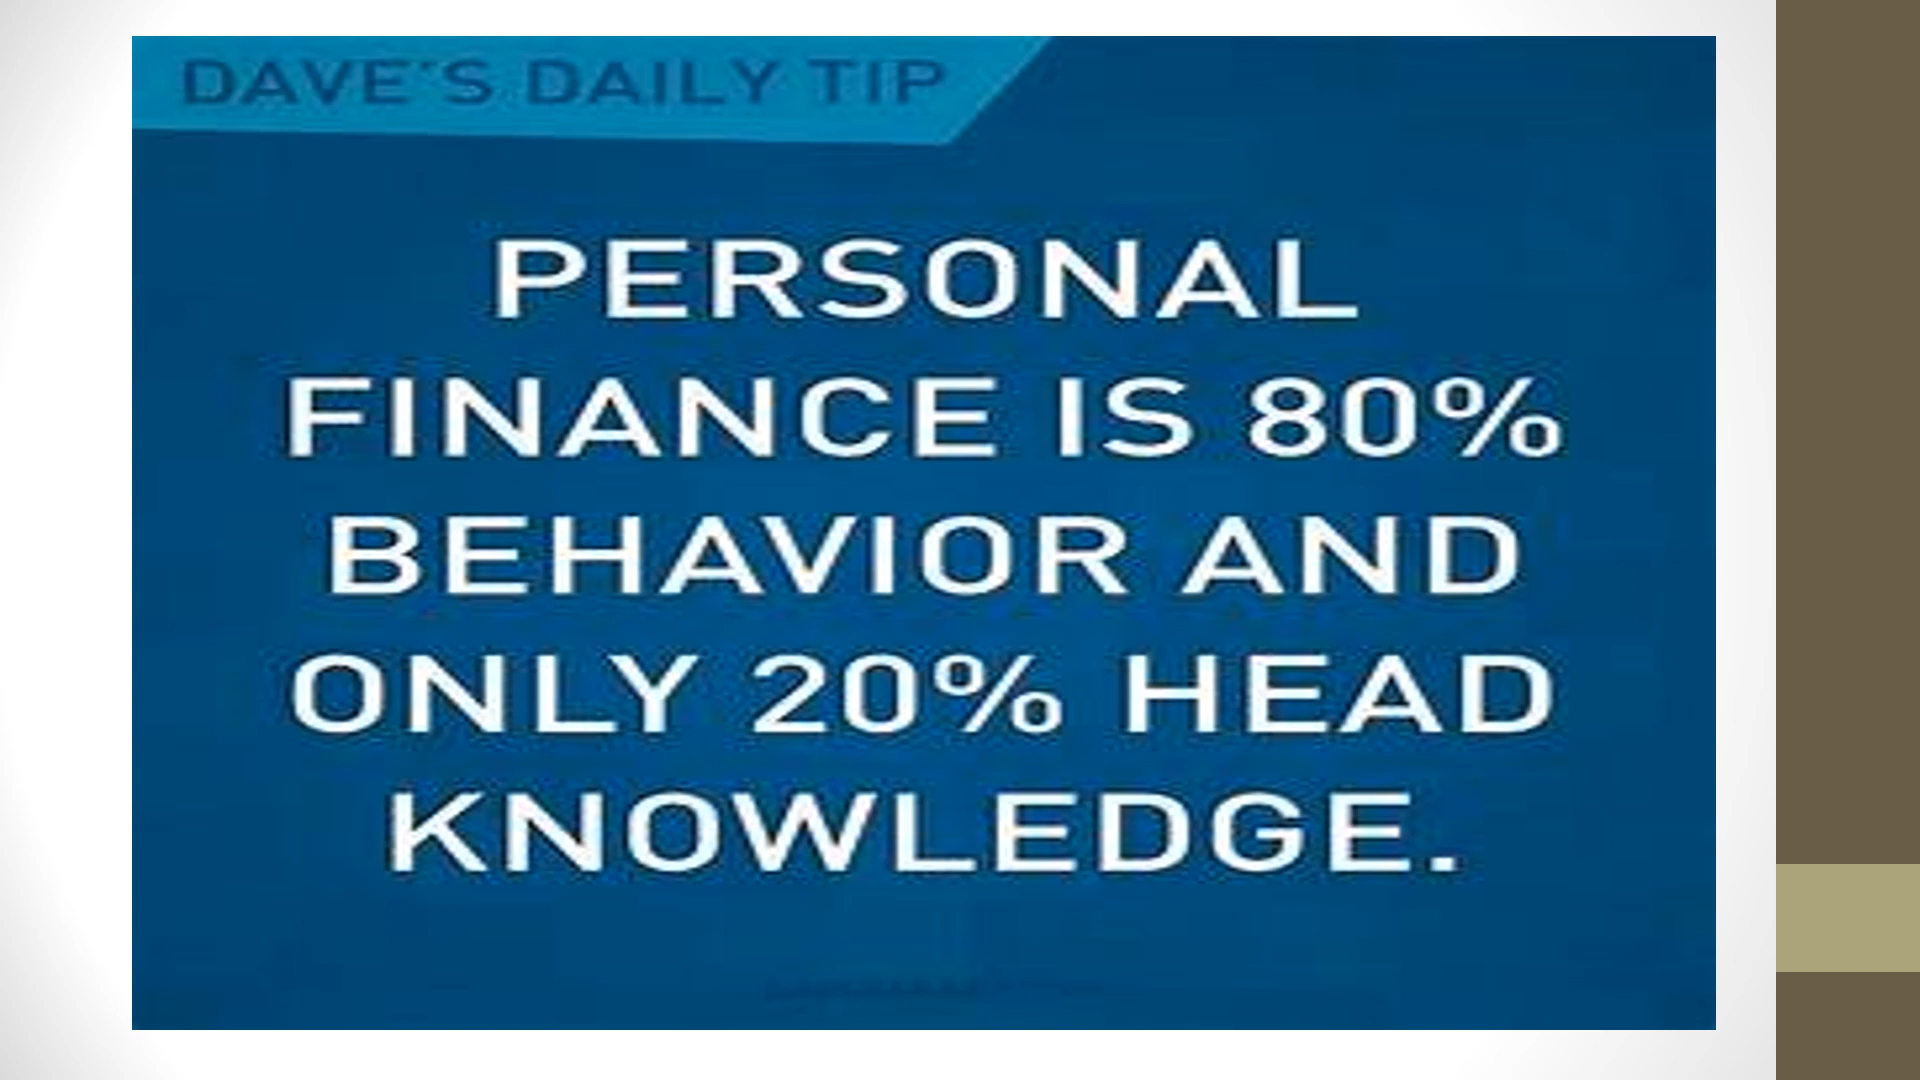 DAVE'S DAILY TIP
PERSONAL
FINANCE IS 80%
BEHAVIOR AND
ONLY 20% HEAD
KNOWLEDGE.